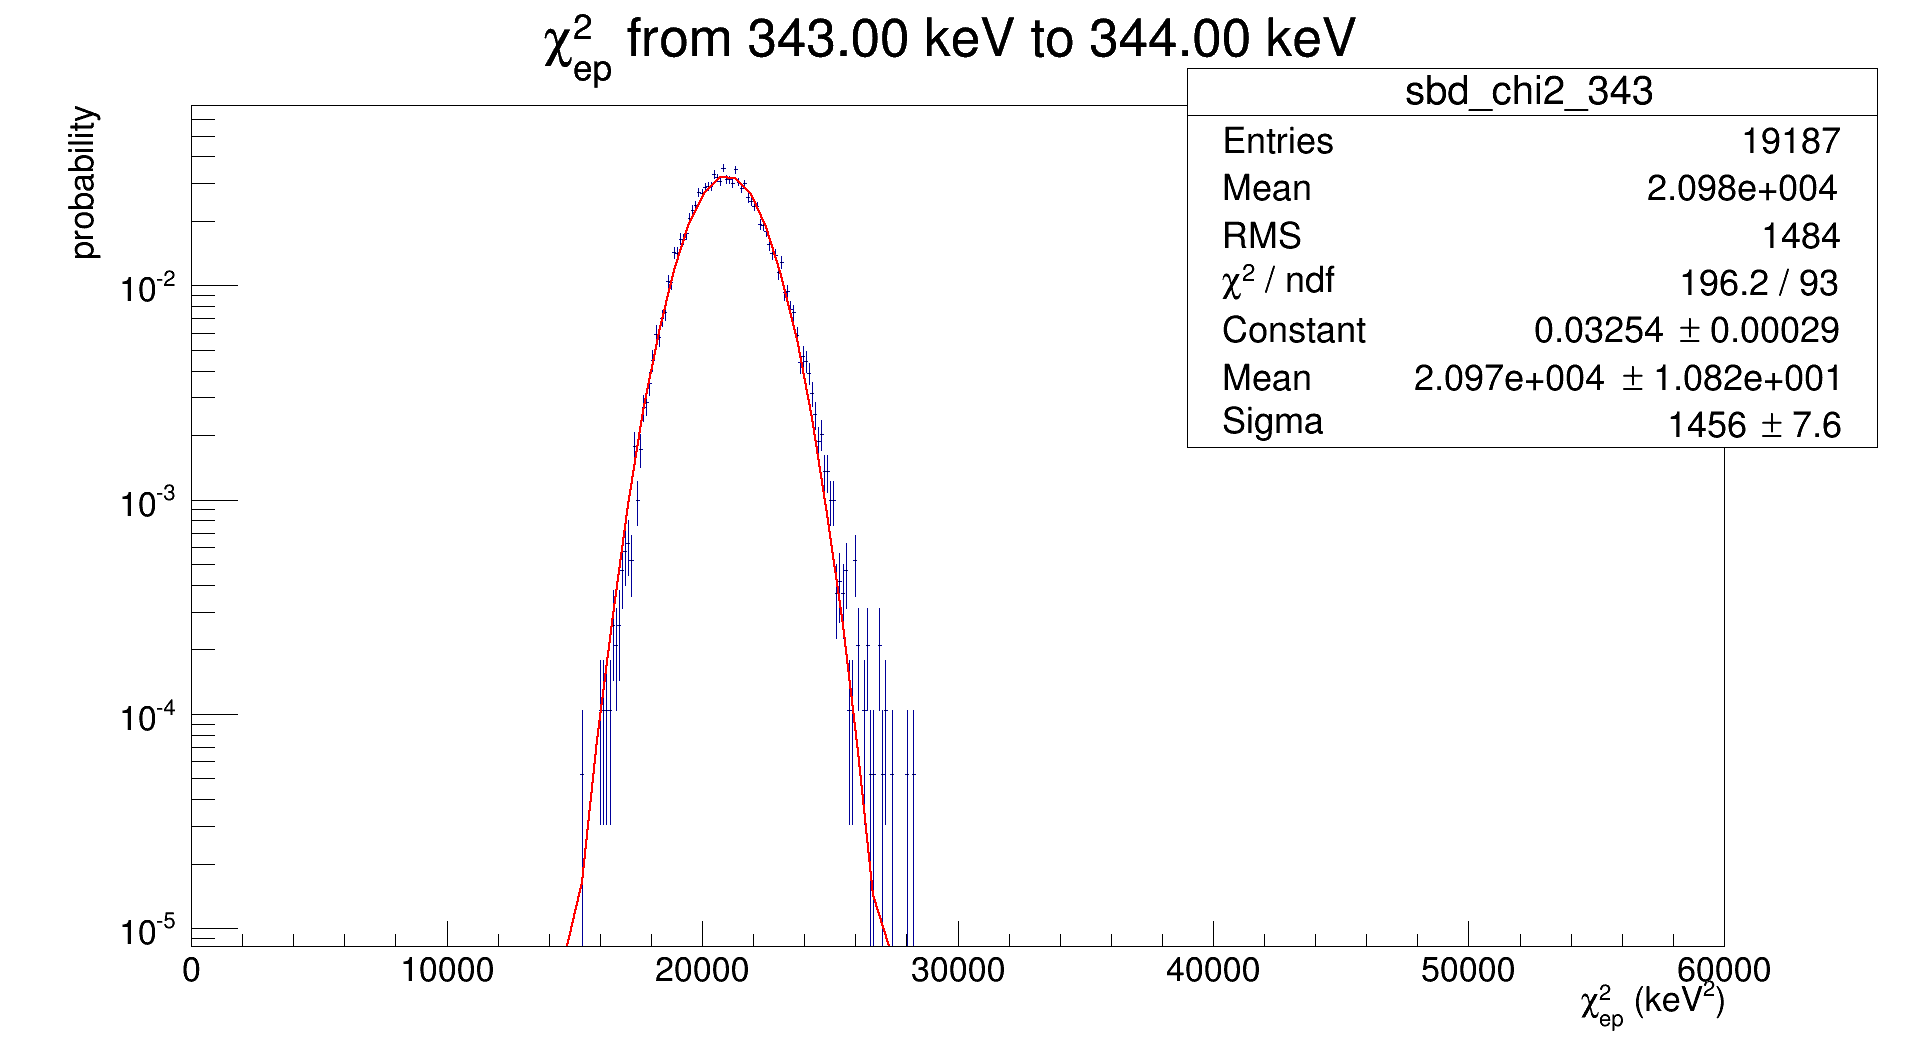 χ²ep from 343.00 keV to 344.00 keV
sbd_chi2_343
Entries 19187
Mean 2.098e+004
RMS 1484
χ² / ndf 196.2 / 93
Constant 0.03254 ± 0.00029
Mean 2.097e+004 ± 1.082e+001
Sigma 1456 ± 7.6
probability
10⁻²
10⁻³
10⁻⁴
10⁻⁵
0 10000 20000 30000 40000 50000 60000
χ²ep (keV²)